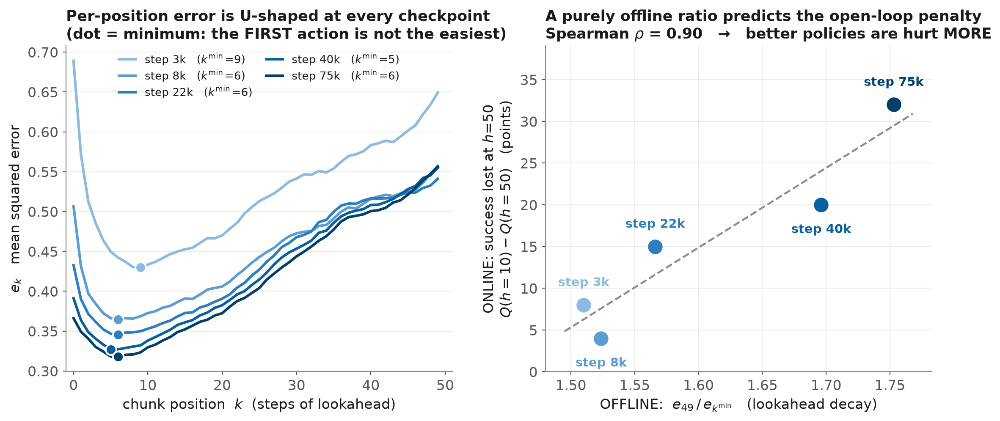 Per-position error is U-shaped at every checkpoint
(dot = minimum: the FIRST action is not the easiest)
step 3k (k^min=9)
step 8k (k^min=6)
step 22k (k^min=6)
step 40k (k^min=5)
step 75k (k^min=6)
e_k mean squared error
0.70
0.65
0.60
0.55
0.50
0.45
0.40
0.35
0.30
0 10 20 30 40 50
chunk position k (steps of lookahead)
A purely offline ratio predicts the open-loop penalty
Spearman ρ = 0.90 → better policies are hurt MORE
ONLINE: success lost at h=50
Q(h = 10) − Q(h = 50) (points)
35
30
25
20
15
10
5
0
step 75k
step 22k
step 40k
step 3k
step 8k
1.50 1.55 1.60 1.65 1.70 1.75
OFFLINE: e_49 / e_k^min (lookahead decay)